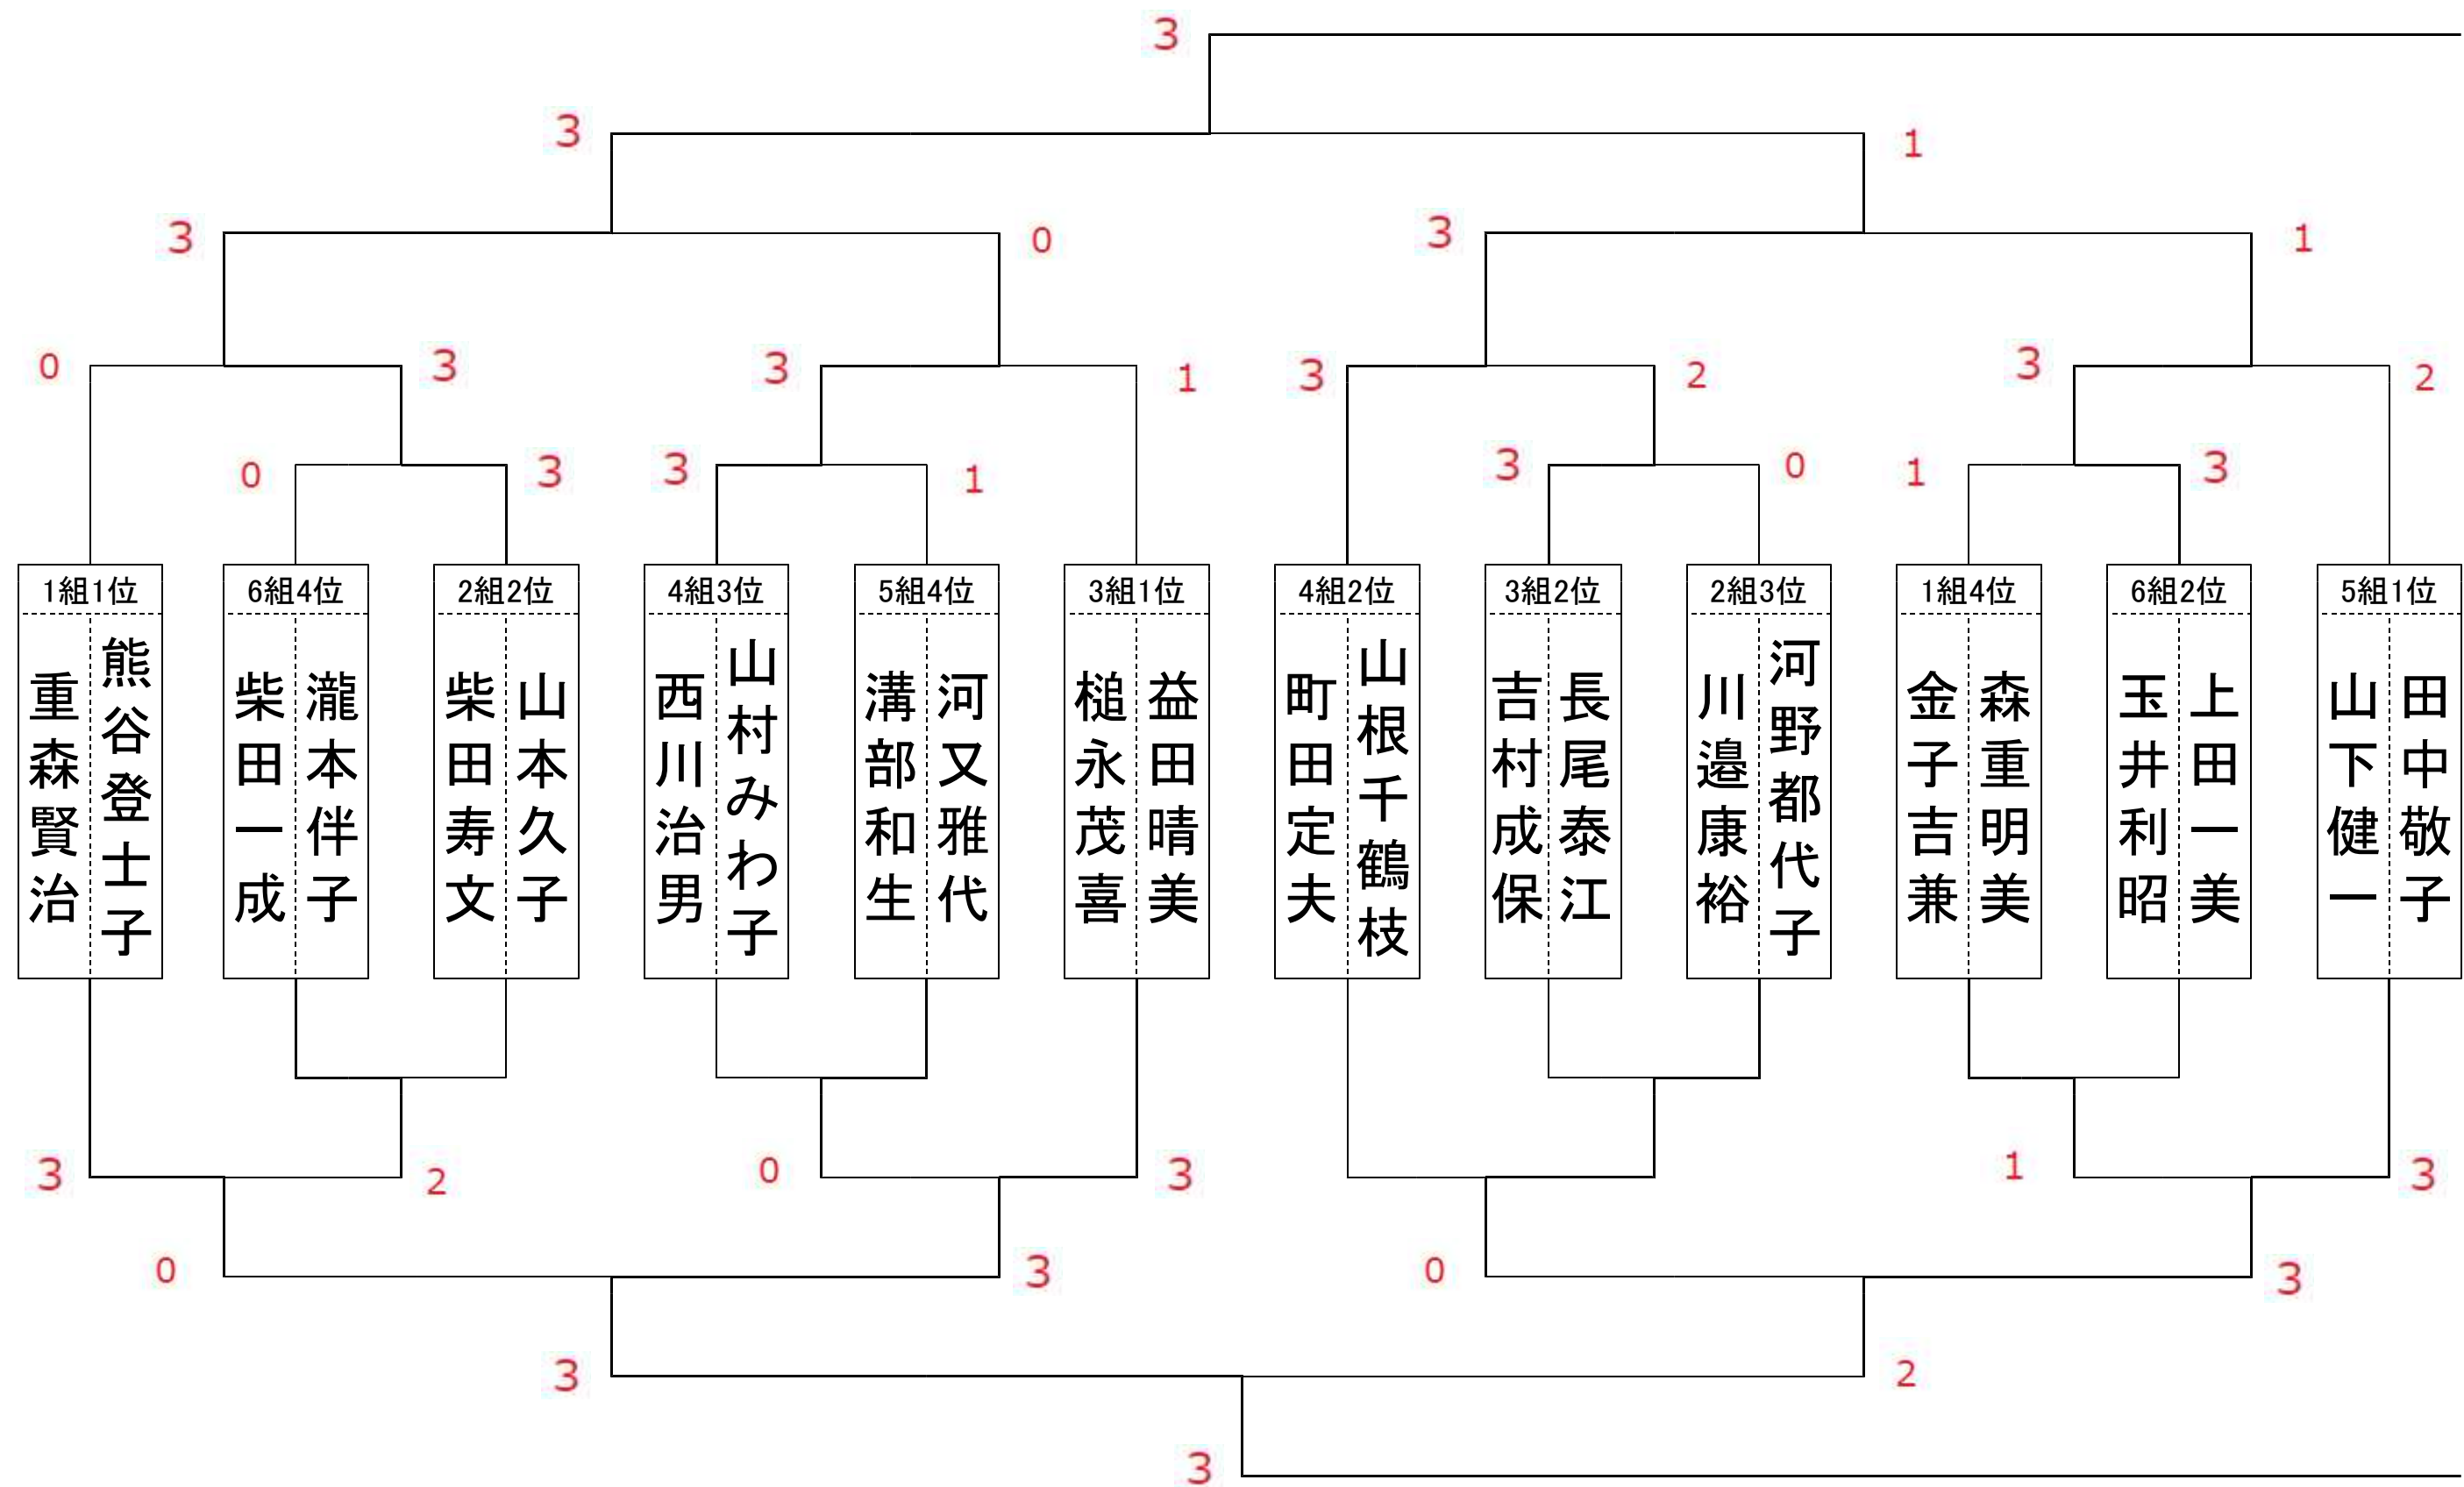 3
3
1
3
0
3
1
0
3
3
1
3
2
3
2
0
3
3
1
3
0
1
3
1組1位
6組4位
2組2位
4組3位
5組4位
3組1位
4組2位
3組2位
2組3位
1組4位
6組2位
5組1位
重森賢治
熊谷登士子
柴田一成
瀧本伴子
柴田寿文
山本久子
西川治男
山村みわ子
溝部和生
河又雅代
槌永茂喜
益田晴美
町田定夫
山根千鶴枝
吉村成保
長尾泰江
川邉康裕
河野都代子
金子吉兼
森重明美
玉井利昭
上田一美
山下健一
田中敬子
3
2
0
3
1
3
0
3
0
3
3
2
3